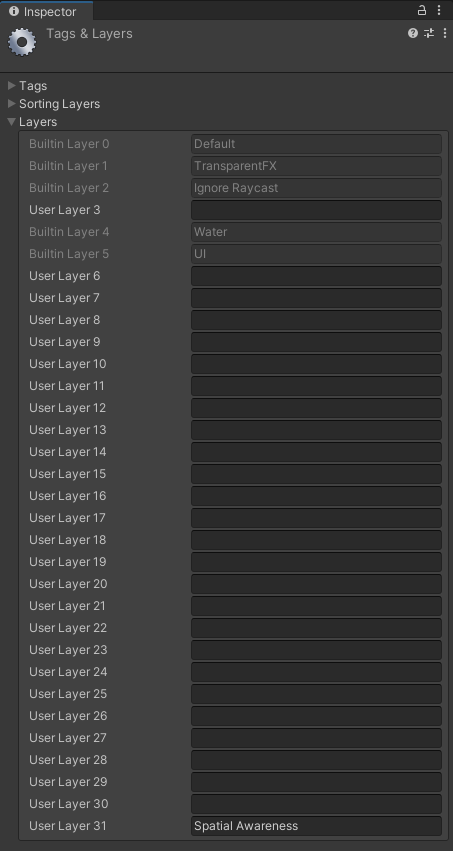 Inspector
Tags & Layers
Tags
Sorting Layers
Layers
Builtin Layer 0 Default
Builtin Layer 1 TransparentFX
Builtin Layer 2 Ignore Raycast
User Layer 3
Builtin Layer 4 Water
Builtin Layer 5 UI
User Layer 6
User Layer 7
User Layer 8
User Layer 9
User Layer 10
User Layer 11
User Layer 12
User Layer 13
User Layer 14
User Layer 15
User Layer 16
User Layer 17
User Layer 18
User Layer 19
User Layer 20
User Layer 21
User Layer 22
User Layer 23
User Layer 24
User Layer 25
User Layer 26
User Layer 27
User Layer 28
User Layer 29
User Layer 30
User Layer 31 Spatial Awareness